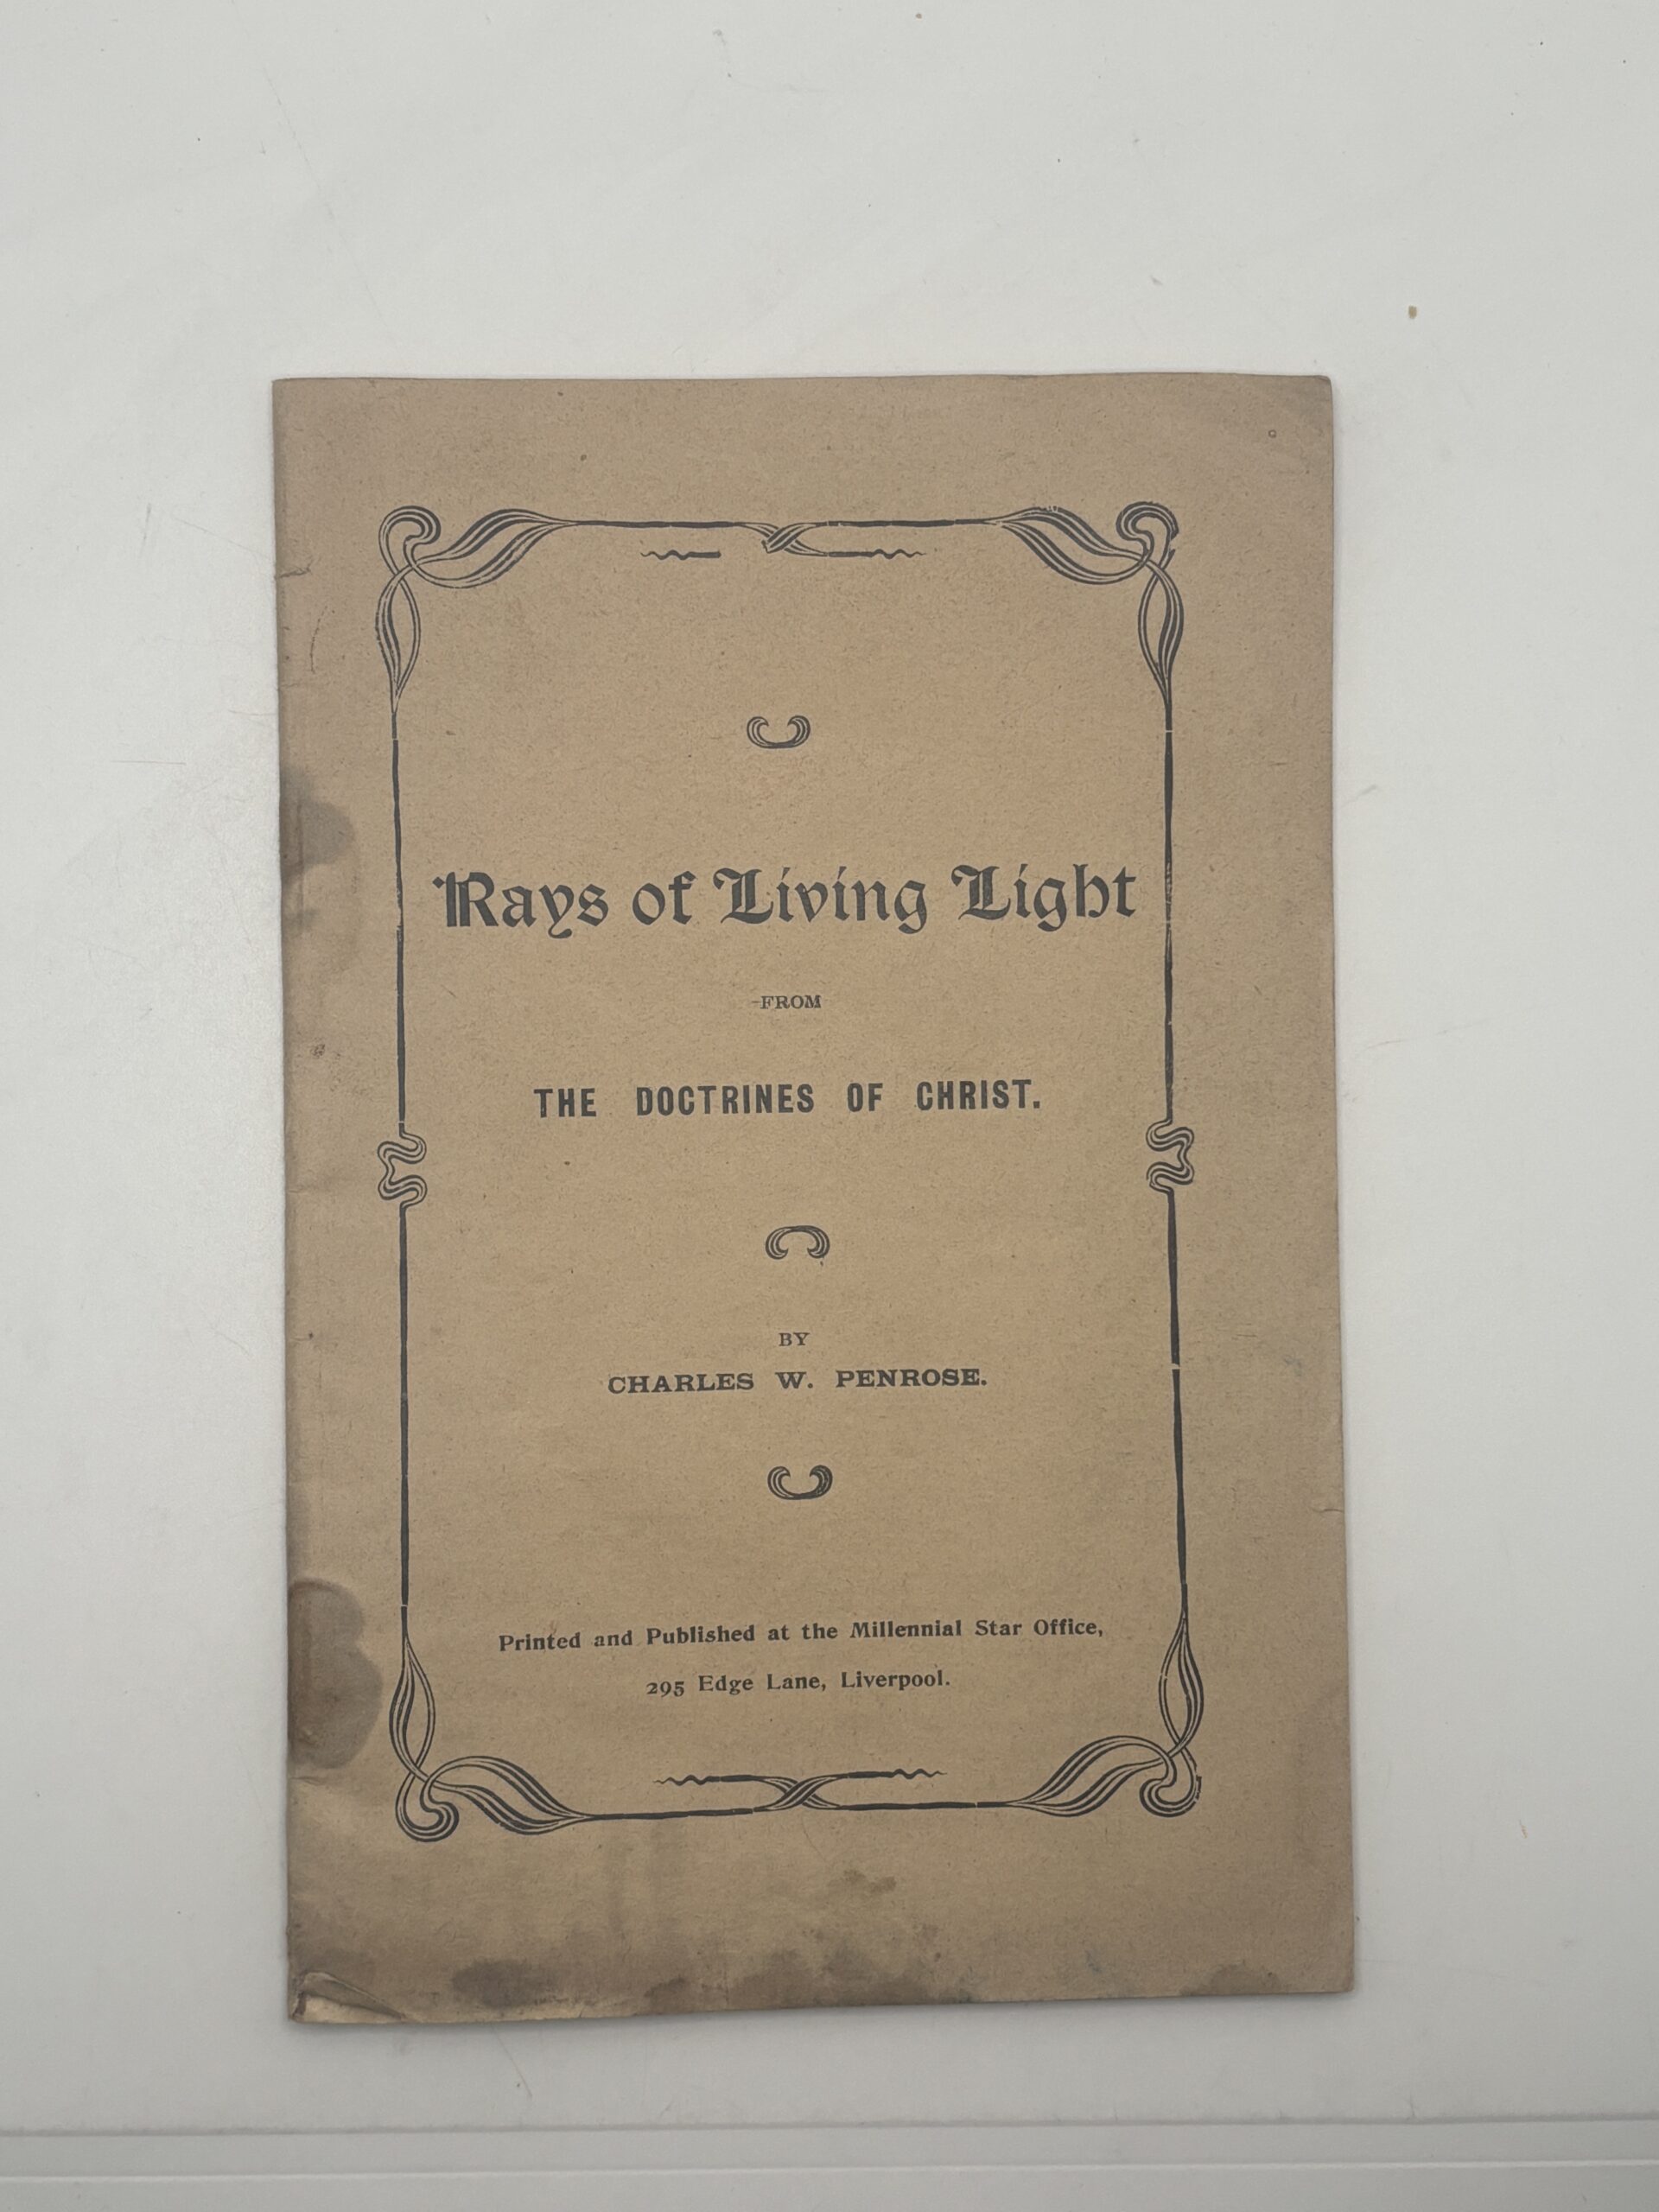 Rays of Living Light
FROM
THE DOCTRINES OF CHRIST.
BY
CHARLES W. PENROSE.
Printed and Published at the Millennial Star Office,
295 Edge Lane, Liverpool.